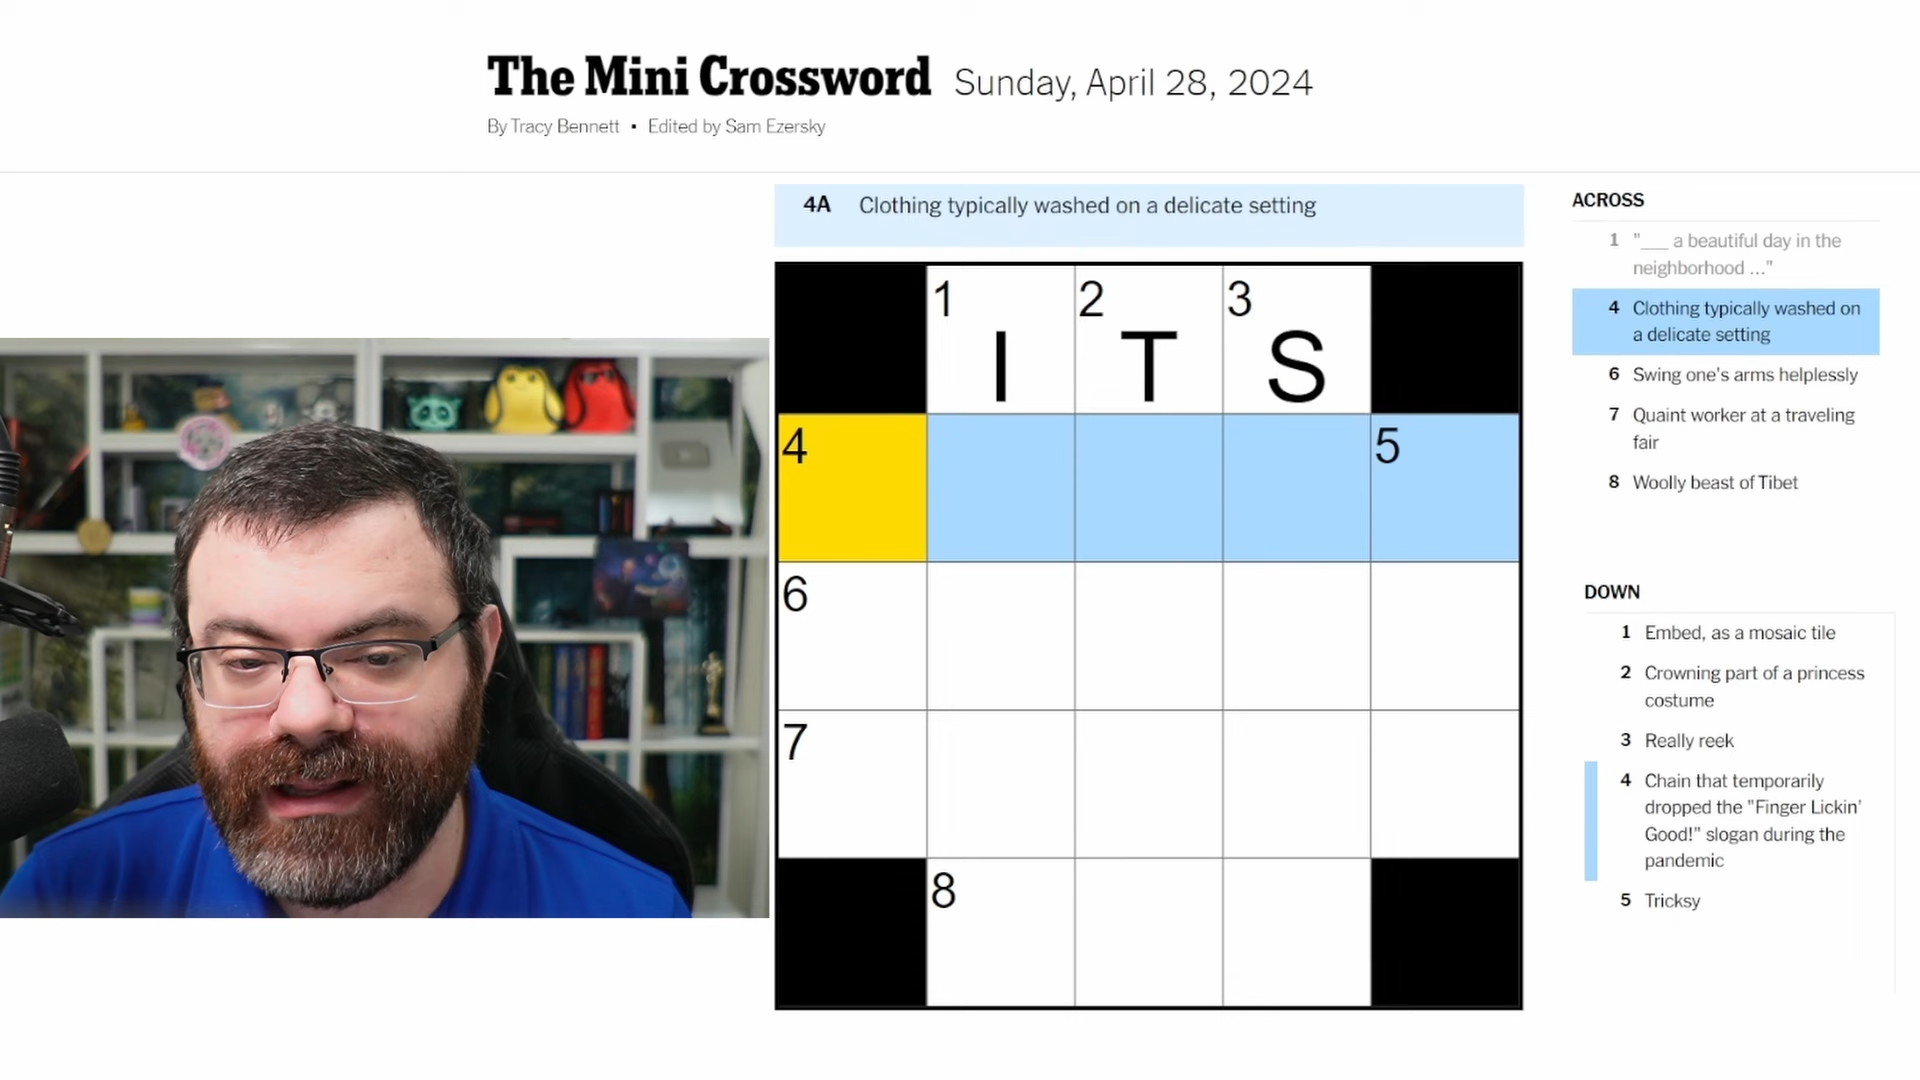 The Mini Crossword Sunday, April 28, 2024
By Tracy Bennett • Edited by Sam Ezersky
4A Clothing typically washed on a delicate setting
1 2 3
I T S
4 5
6
7
8
ACROSS
1 "___ a beautiful day in the
neighborhood ..."
4 Clothing typically washed on
a delicate setting
6 Swing one's arms helplessly
7 Quaint worker at a traveling
fair
8 Woolly beast of Tibet
DOWN
1 Embed, as a mosaic tile
2 Crowning part of a princess
costume
3 Really reek
4 Chain that temporarily
dropped the "Finger Lickin'
Good!" slogan during the
pandemic
5 Tricksy